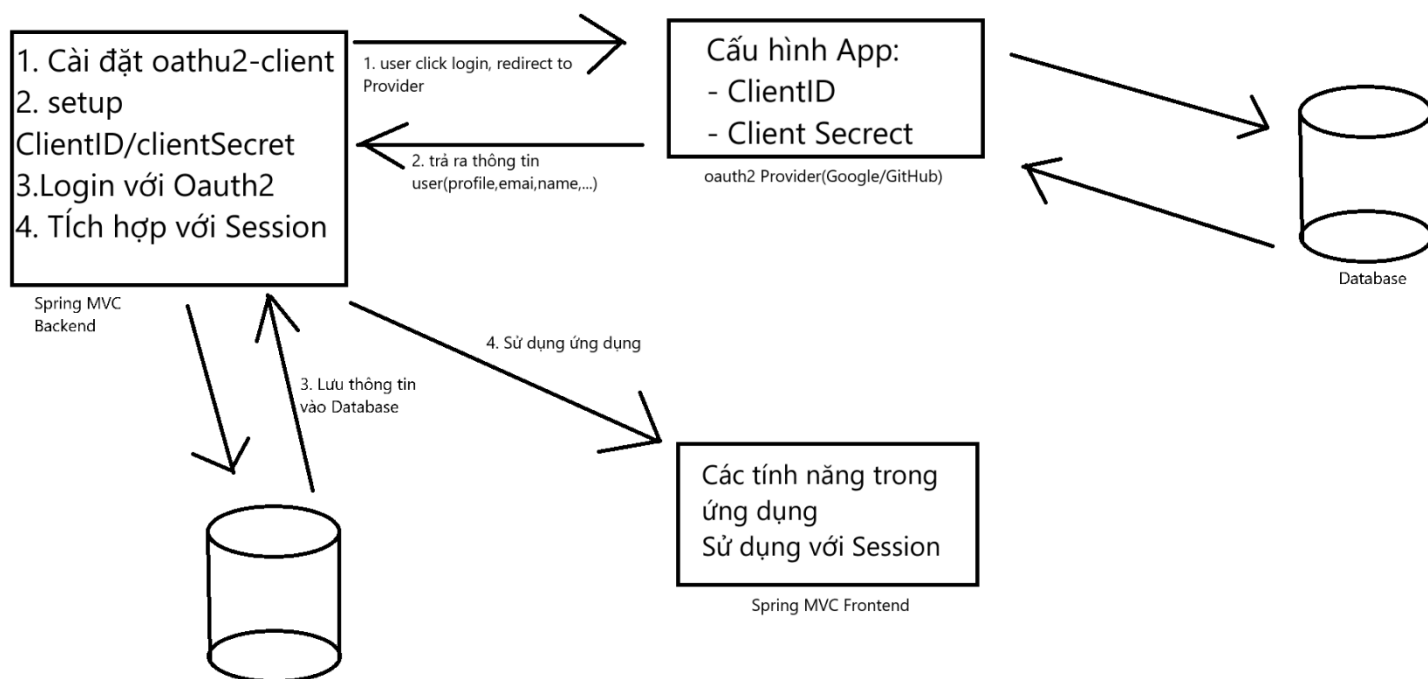 1. Cài đặt oathu2-client
2. setup
ClientID/clientSecret
3.Login với Oauth2
4. TÍch hợp với Session
Spring MVC
Backend
1. user click login, redirect to
Provider
2. trả ra thông tin
user(profile,emai,name,...)
Cấu hình App:
- ClientID
- Client Secrect
oauth2 Provider(Google/GitHub)
Database
3. Lưu thông tin
vào Database
4. Sử dụng ứng dụng
Các tính năng trong
ứng dụng
Sử dụng với Session
Spring MVC Frontend